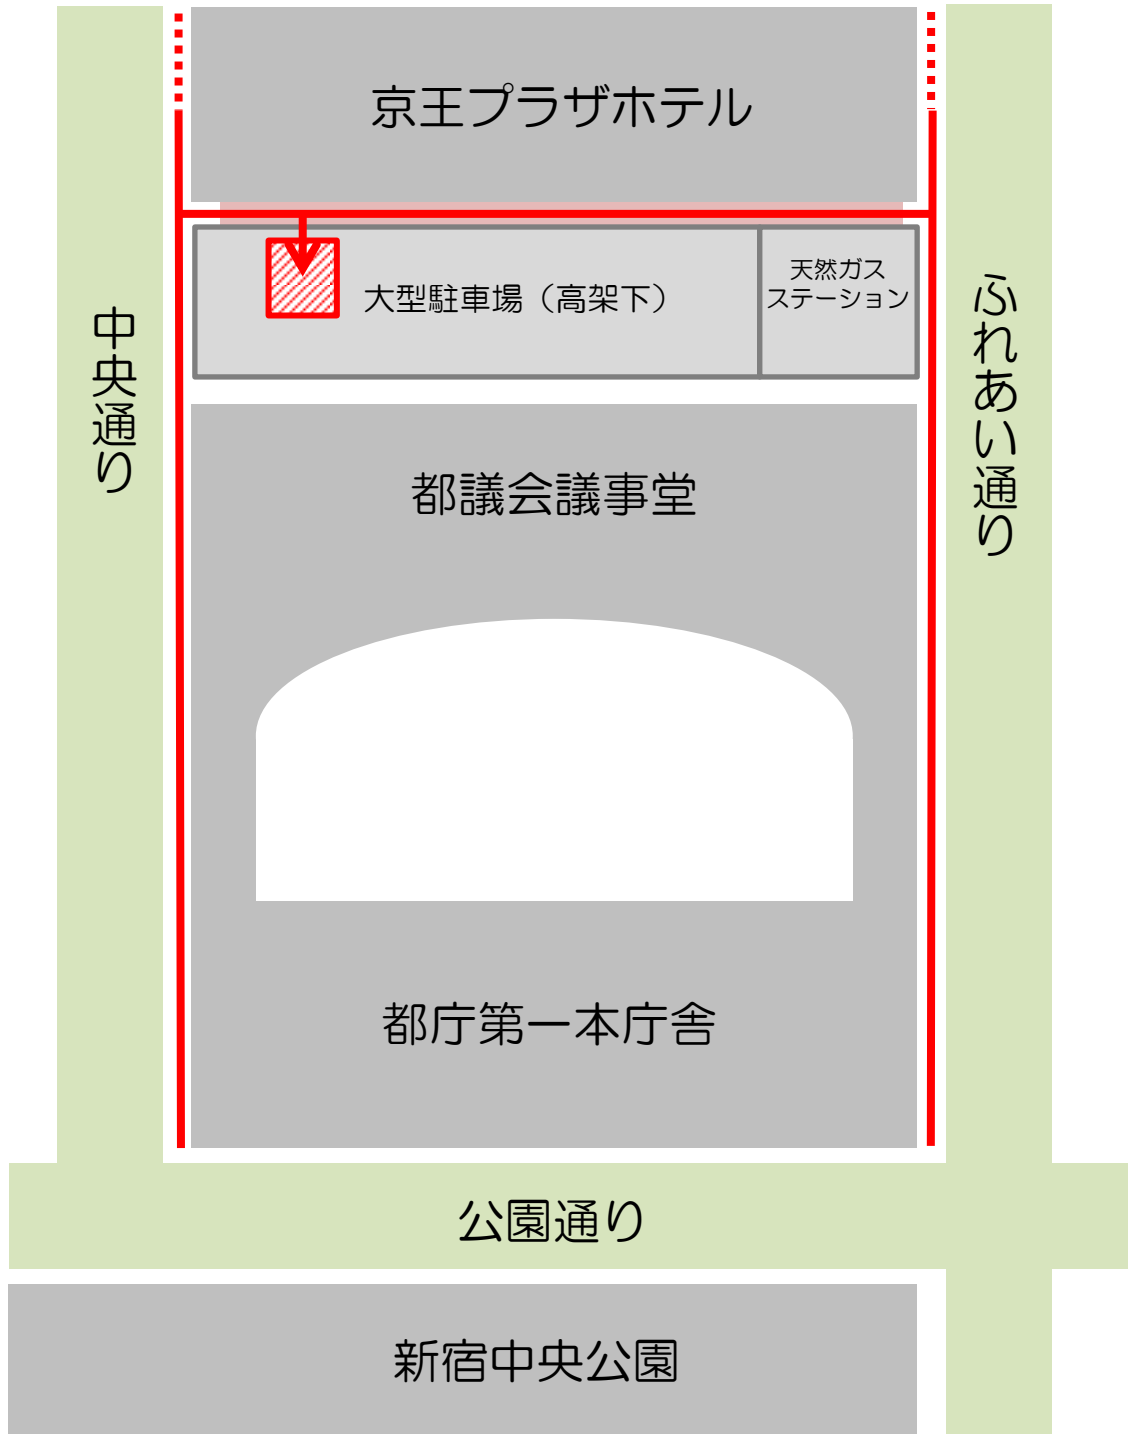 京王プラザホテル
天然ガス
ステーション
大型駐車場（高架下）
中央通り
ふれあい通り
都議会議事堂
都庁第一本庁舎
公園通り
新宿中央公園